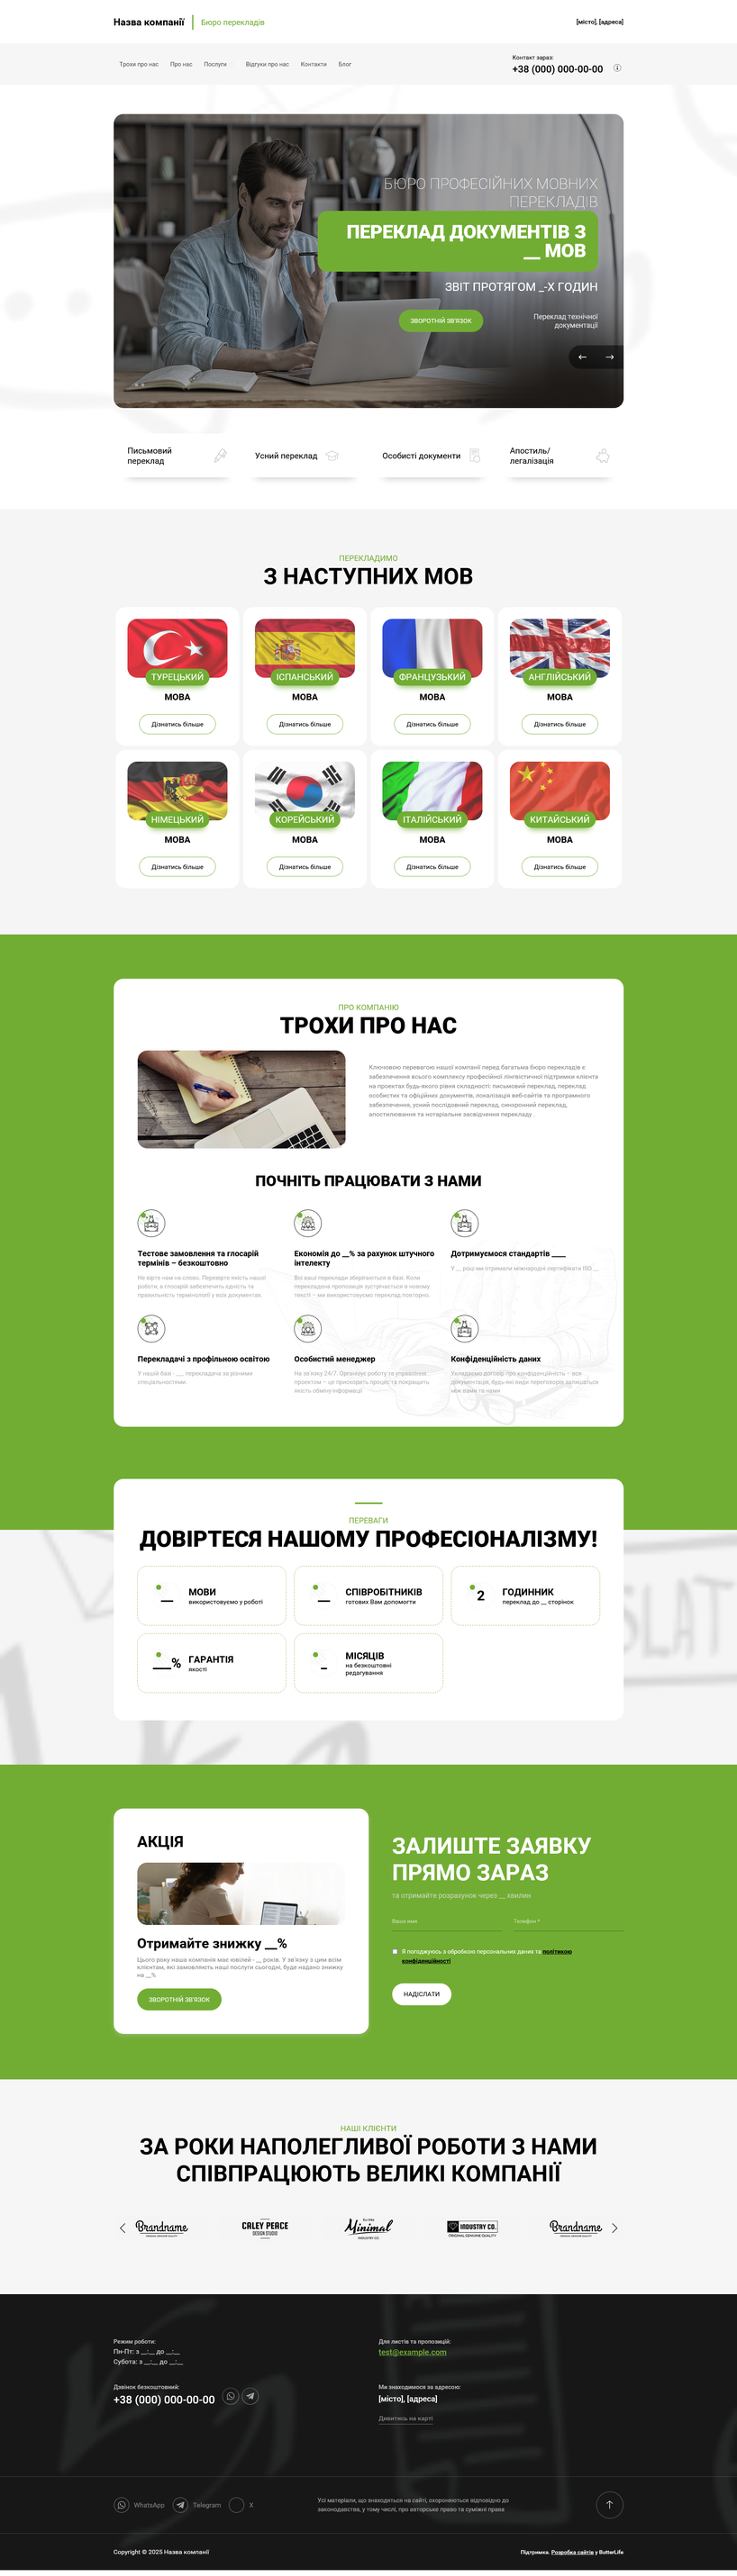 Назва компанії
Бюро перекладів
[місто], [адреса]
Трохи про нас
Про нас
Послуги
Відгуки про нас
Контакти
Блог
Контакт зараз:
+38 (000) 000-00-00
БЮРО ПРОФЕСІЙНИХ МОВНИХ
ПЕРЕКЛАДІВ
ПЕРЕКЛАД ДОКУМЕНТІВ З
__ МОВ
ЗВІТ ПРОТЯГОМ _-Х ГОДИН
ЗВОРОТНІЙ ЗВ'ЯЗОК
Переклад технічної
документації
Письмовий
переклад
Усний переклад
Особисті документи
Апостиль/
легалізація
ПЕРЕКЛАДИМО
З НАСТУПНИХ МОВ
ТУРЕЦЬКИЙ
МОВА
Дізнатись більше
ІСПАНСЬКИЙ
МОВА
Дізнатись більше
ФРАНЦУЗЬКИЙ
МОВА
Дізнатись більше
АНГЛІЙСЬКИЙ
МОВА
Дізнатись більше
НІМЕЦЬКИЙ
МОВА
Дізнатись більше
КОРЕЙСЬКИЙ
МОВА
Дізнатись більше
ІТАЛІЙСЬКИЙ
МОВА
Дізнатись більше
КИТАЙСЬКИЙ
МОВА
Дізнатись більше
ПРО КОМПАНІЮ
ТРОХИ ПРО НАС
Ключовою перевагою нашої компанії перед багатьма бюро перекладів є
забезпечення всього комплексу професійної лінгвістичної підтримки клієнта
на проектах будь-якого рівня складності: письмовий переклад, переклад
особистих та офіційних документів, локалізація веб-сайтів та програмного
забезпечення, усний послідовний переклад, синхронний переклад,
апостилювання та нотаріальне засвідчення перекладу.
ПОЧНІТЬ ПРАЦЮВАТИ З НАМИ
Тестове замовлення та глосарій
термінів – безкоштовно
Не вірте нам на слово. Перевірте якість нашої
роботи, а глосарій забезпечить єдність та
правильність термінології у всіх документах.
Економія до __% за рахунок штучного
інтелекту
Всі ваші переклади зберігаються в базі. Коли
перекладена пропозиція зустрічається в новому
тексті – ми використовуємо переклад повторно.
Дотримуємося стандартів ____
У __ році ми отримали міжнародні сертифікати ISO __
Перекладачі з профільною освітою
У нашій базі - ___ перекладача за різними
спеціальностями.
Особистий менеджер
На зв'язку 24/7. Організує роботу та управління
проектом – це прискорить процес та покращить
якість обміну інформації
Конфіденційність даних
Укладаємо договір про конфіденційність – вся
документація, будь-які види переговорів залишаться
між вами та нами
ПЕРЕВАГИ
ДОВІРТЕСЯ НАШОМУ ПРОФЕСІОНАЛІЗМУ!
__
МОВИ
використовуємо у роботі
__
СПІВРОБІТНИКІВ
готових Вам допомогти
2
ГОДИННИК
переклад до __ сторінок
___%
ГАРАНТІЯ
якості
_
МІСЯЦІВ
на безкоштовні
редагування
АКЦІЯ
Отримайте знижку __%
Цього року наша компанія має ювілей - __ років. У зв'язку з цим всім
клієнтам, які замовляють наші послуги сьогодні, буде надано знижку
на __%
ЗВОРОТНІЙ ЗВ'ЯЗОК
ЗАЛИШТЕ ЗАЯВКУ
ПРЯМО ЗАРАЗ
та отримайте розрахунок через __ хвилин
Ваше ім'я
Телефон *
Я погоджуюсь з обробкою персональних даних та політикою
конфіденційності
НАДІСЛАТИ
НАШІ КЛІЄНТИ
ЗА РОКИ НАПОЛЕГЛИВОЇ РОБОТИ З НАМИ
СПІВПРАЦЮЮТЬ ВЕЛИКІ КОМПАНІЇ
Brandname
CALEY PEACE
DESIGN STUDIO
Minimal
INDUSTRY CO.
INDUSTRY CO.
ORIGINAL GENUINE QUALITY
Brandname
Режим роботи:
Пн-Пт: з __:__ до __:__
Субота: з __:__ до __:__
Для листів та пропозицій:
test@example.com
Дзвінок безкоштовний:
+38 (000) 000-00-00
Ми знаходимося за адресою:
[місто], [адреса]
Дивитись на карті
WhatsApp
Telegram
X
Усі матеріали, що знаходяться на сайті, охороняються відповідно до
законодавства, у тому числі, про авторське право та суміжні права
Copyright © 2025 Назва компанії
Підтримка. Розробка сайтів у ButterLife